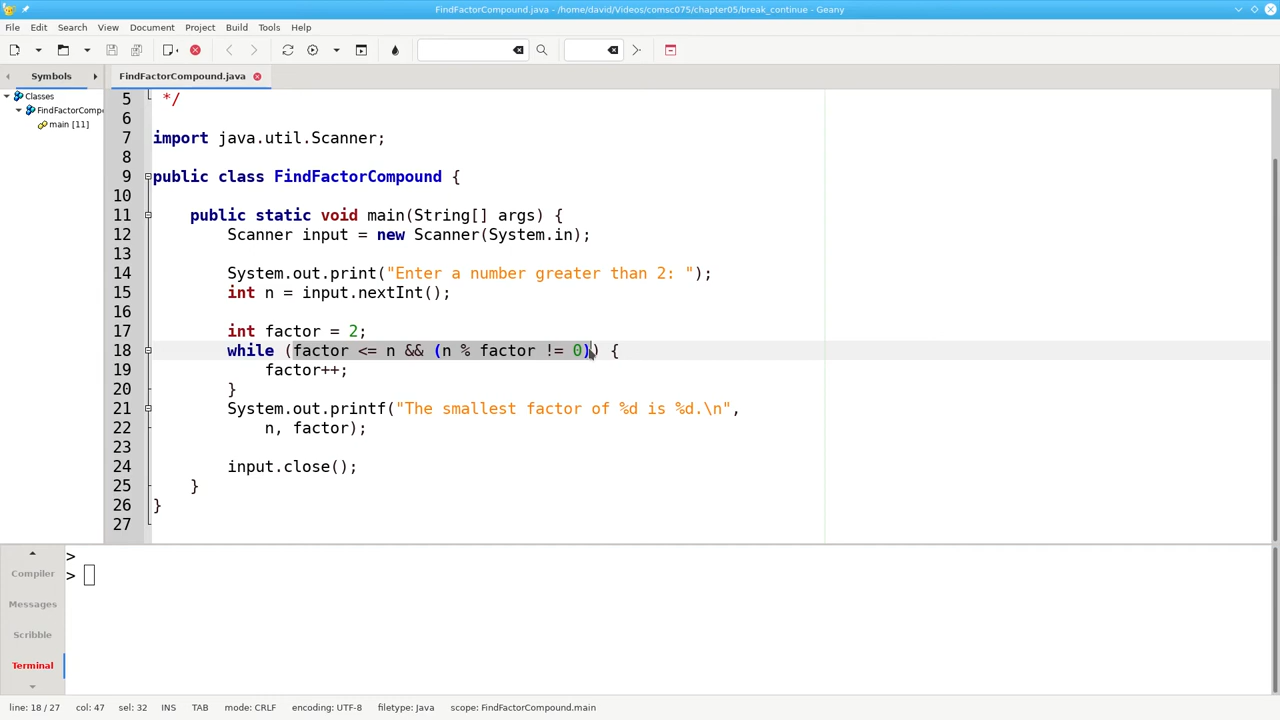 FindFactorCompound.java - /home/david/Videos/comsc075/chapter05/break_continue - Geany
File Edit Search View Document Project Build Tools Help
Symbols FindFactorCompound.java
Classes
FindFactorComp
main [11]
5 */
6
7 import java.util.Scanner;
8
9 public class FindFactorCompound {
10
11 public static void main(String[] args) {
12 Scanner input = new Scanner(System.in);
13
14 System.out.print("Enter a number greater than 2: ");
15 int n = input.nextInt();
16
17 int factor = 2;
18 while (factor <= n && (n % factor != 0)) {
19 factor++;
20 }
21 System.out.printf("The smallest factor of %d is %d.\n",
22 n, factor);
23
24 input.close();
25 }
26 }
27
Compiler
Messages
Scribble
Terminal
>
>
line: 18 / 27 col: 47 sel: 32 INS TAB mode: CRLF encoding: UTF-8 filetype: Java scope: FindFactorCompound.main